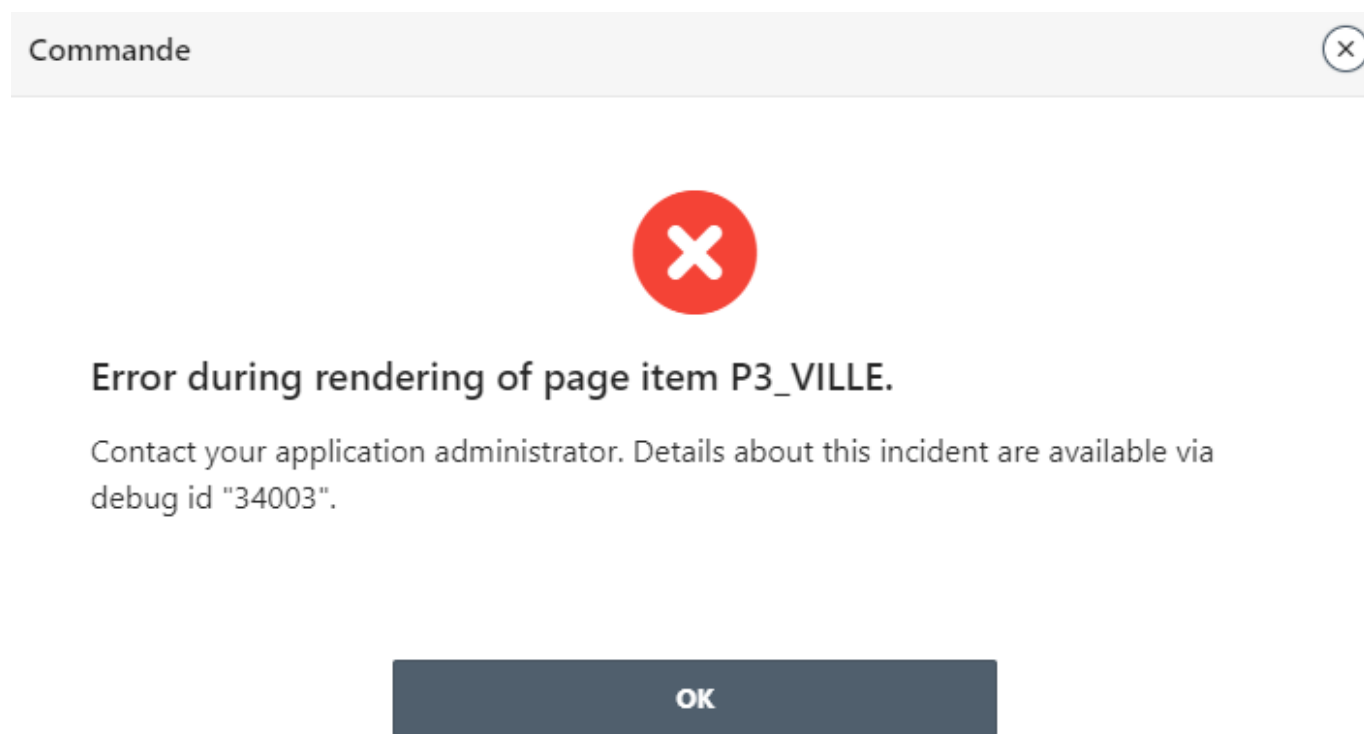 Commande
Error during rendering of page item P3_VILLE.
Contact your application administrator. Details about this incident are available via
debug id "34003".
OK